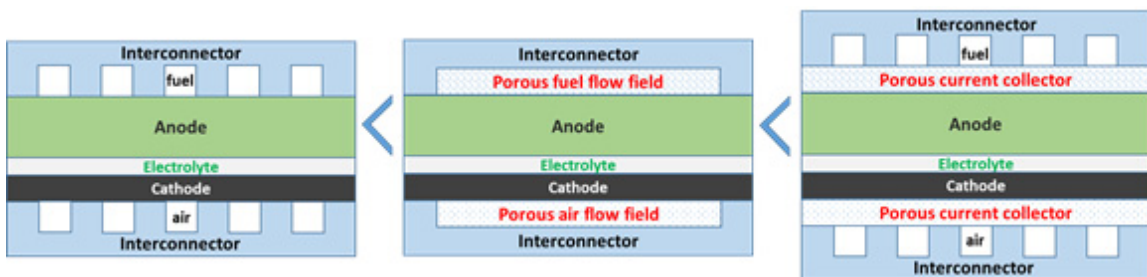 Interconnector
fuel
Anode
Electrolyte
Cathode
air
Interconnector
Interconnector
Porous fuel flow field
Anode
Electrolyte
Cathode
Porous air flow field
Interconnector
Interconnector
fuel
Porous current collector
Anode
Electrolyte
Cathode
Porous current collector
air
Interconnector